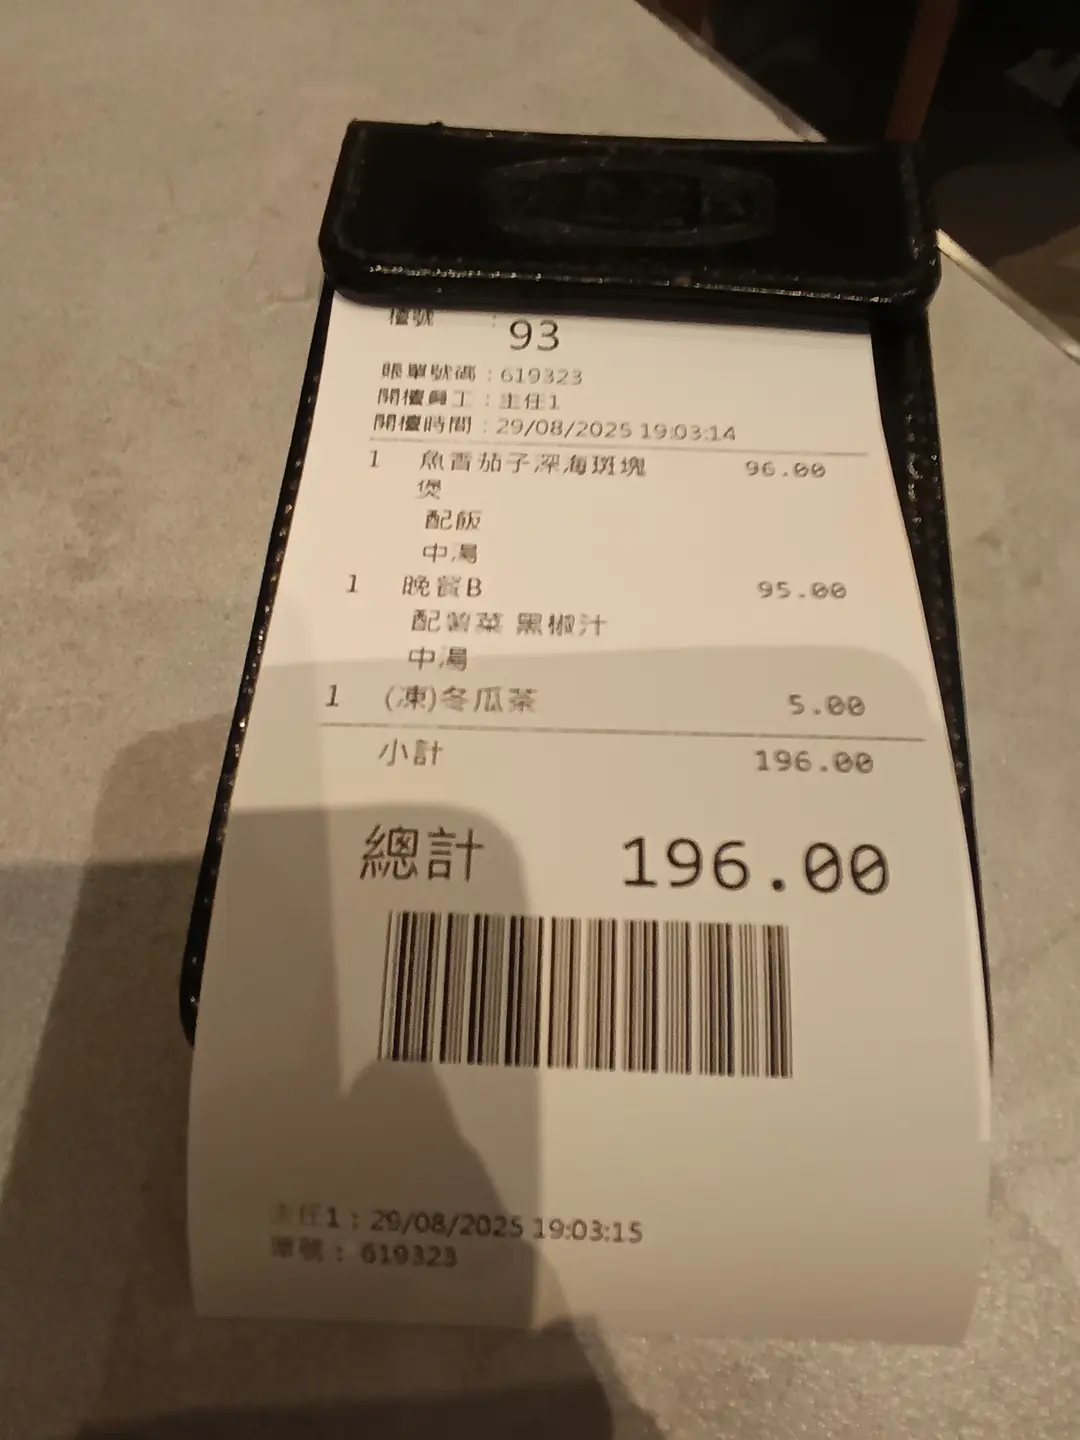 檯號 : 93
賬單號碼 : 619323
開檯員工 : 主任1
開檯時間 : 29/08/2025 19:03:14
1 魚香茄子深海斑塊 96.00
煲
配飯
中湯
1 晚餐B 95.00
配薯菜 黑椒汁
中湯
1 (凍)冬瓜茶 5.00
小計 196.00
總計 196.00
主任1 : 29/08/2025 19:03:15
單號 : 619323